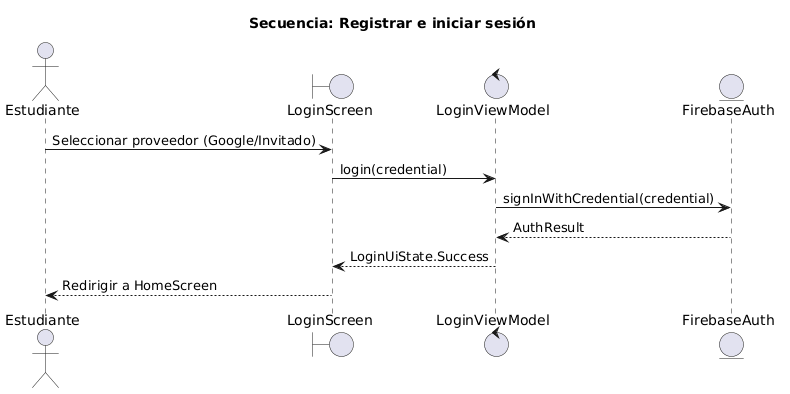 Secuencia: Registrar e iniciar sesión
Estudiante
LoginScreen
LoginViewModel
FirebaseAuth
Seleccionar proveedor (Google/Invitado)
login(credential)
signInWithCredential(credential)
AuthResult
LoginUiState.Success
Redirigir a HomeScreen
Estudiante
LoginScreen
LoginViewModel
FirebaseAuth